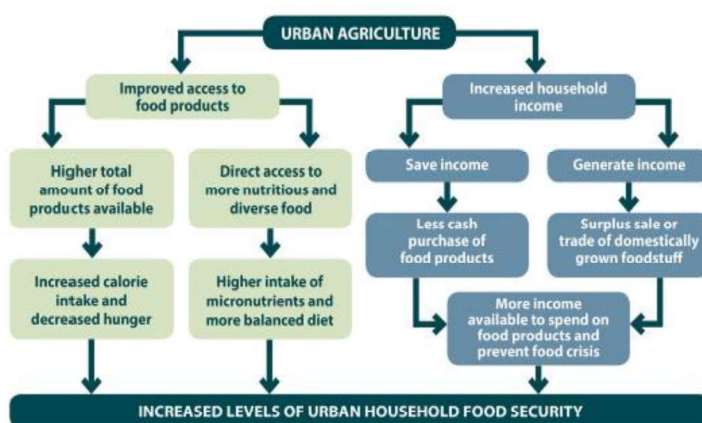 URBAN AGRICULTURE
Improved access to
food products
Increased household
income
Higher total
amount of food
products available
Direct access to
more nutritious and
diverse food
Save income
Generate income
Less cash
purchase of
food products
Surplus sale or
trade of domestically
grown foodstuff
Increased calorie
intake and
decreased hunger
Higher intake of
micronutrients and
more balanced diet
More income
available to spend on
food products and
prevent food crisis
INCREASED LEVELS OF URBAN HOUSEHOLD FOOD SECURITY